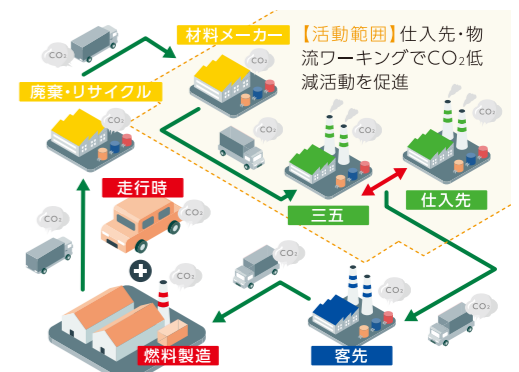 【活動範囲】仕入先・物
流ワーキングでCO₂低
減活動を促進
材料メーカー
廃棄・リサイクル
走行時
三五
仕入先
燃料製造
客先
CO₂
CO₂
CO₂
CO₂
CO₂
CO₂
CO₂
CO₂
CO₂
CO₂
CO₂
CO₂